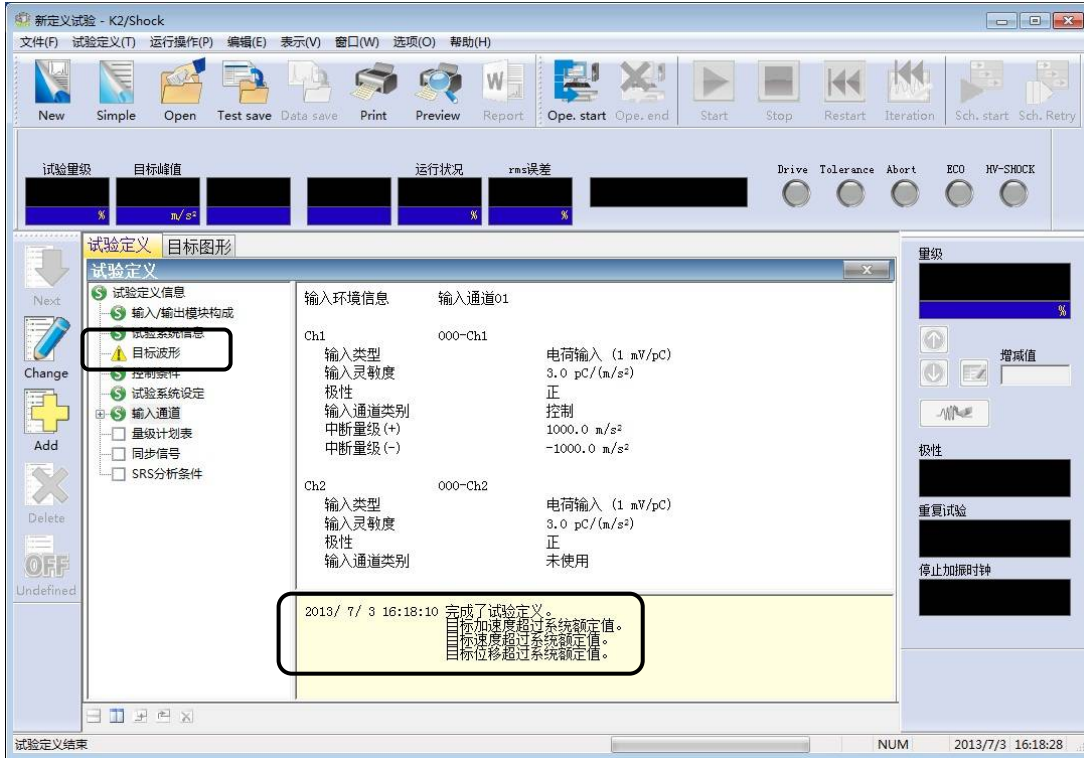 新定义试验 - K2/Shock
文件(F) 试验定义(T) 运行操作(P) 编辑(E) 表示(V) 窗口(W) 选项(O) 帮助(H)
New Simple Open Test save Data save Print Preview Report Ope. start Ope. end Start Stop Restart Iteration Sch. start Sch. Retry
试验量级 目标峰值 运行状况 rms误差 Drive Tolerance Abort ECO HV-SHOCK
% m/s² % %
试验定义 目标图形
试验定义
Next
Change
Add
Delete
OFF
Undefined
试验定义信息
输入/输出模块构成
试验系统信息
目标波形
控制条件
试验系统设定
输入通道
量级计划表
同步信号
SRS分析条件
输入环境信息 输入通道01
Ch1 000-Ch1
输入类型 电荷输入 (1 mV/pC)
输入灵敏度 3.0 pC/(m/s²)
极性 正
输入通道类别 控制
中断量级(+) 1000.0 m/s²
中断量级(-) -1000.0 m/s²
Ch2 000-Ch2
输入类型 电荷输入 (1 mV/pC)
输入灵敏度 3.0 pC/(m/s²)
极性 正
输入通道类别 未使用
2013/ 7/ 3 16:18:10 完成了试验定义。
目标加速度超过系统额定值。
目标速度超过系统额定值。
目标位移超过系统额定值。
量级
%
增减值
极性
重复试验
停止加振时钟
试验定义结束 NUM 2013/7/3 16:18:28